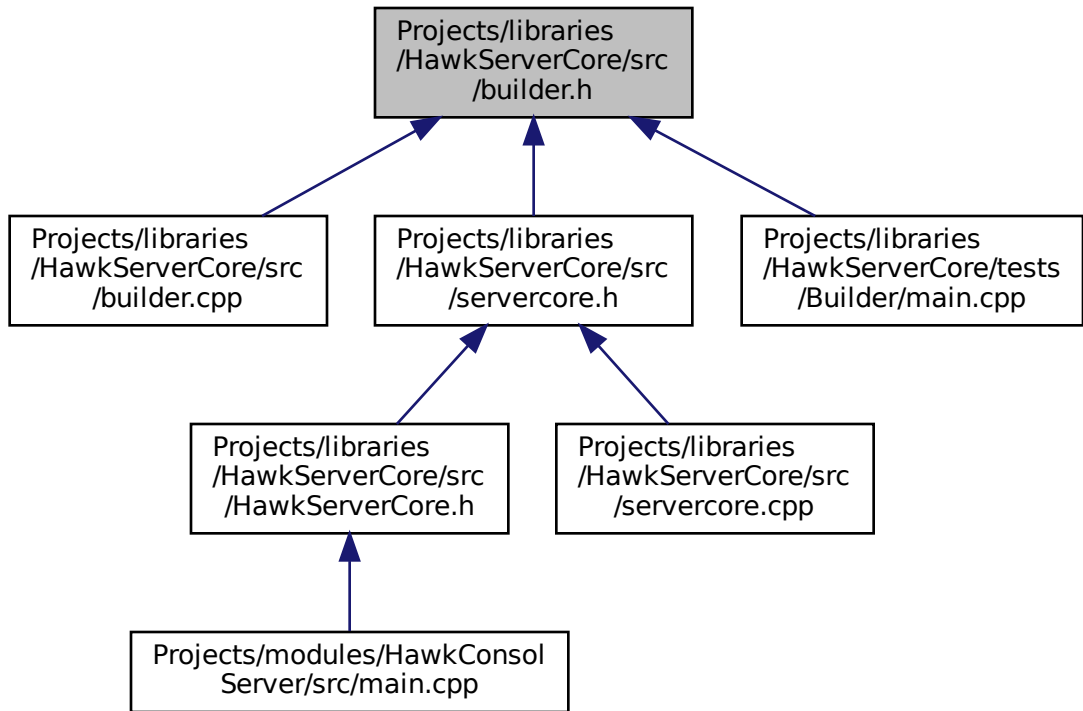 Projects/libraries
/HawkServerCore/src
/builder.h
Projects/libraries
/HawkServerCore/src
/builder.cpp
Projects/libraries
/HawkServerCore/src
/servercore.h
Projects/libraries
/HawkServerCore/tests
/Builder/main.cpp
Projects/libraries
/HawkServerCore/src
/HawkServerCore.h
Projects/libraries
/HawkServerCore/src
/servercore.cpp
Projects/modules/HawkConsol
Server/src/main.cpp